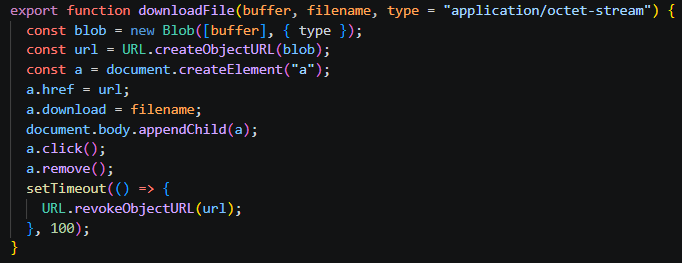 export function downloadFile(buffer, filename, type = "application/octet-stream") {
  const blob = new Blob([buffer], { type });
  const url = URL.createObjectURL(blob);
  const a = document.createElement("a");
  a.href = url;
  a.download = filename;
  document.body.appendChild(a);
  a.click();
  a.remove();
  setTimeout(() => {
    URL.revokeObjectURL(url);
  }, 100);
}